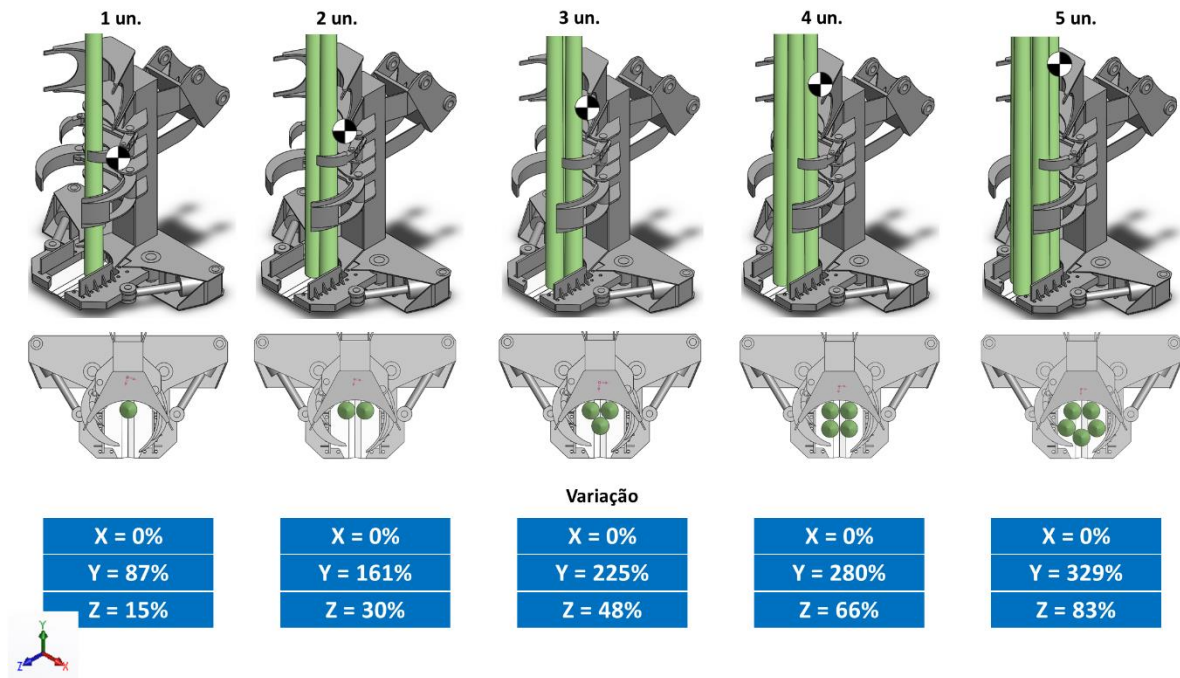 1 un.
2 un.
3 un.
4 un.
5 un.
Variação
X = 0%
X = 0%
X = 0%
X = 0%
X = 0%
Y = 87%
Y = 161%
Y = 225%
Y = 280%
Y = 329%
Z = 15%
Z = 30%
Z = 48%
Z = 66%
Z = 83%
Y
Z
X